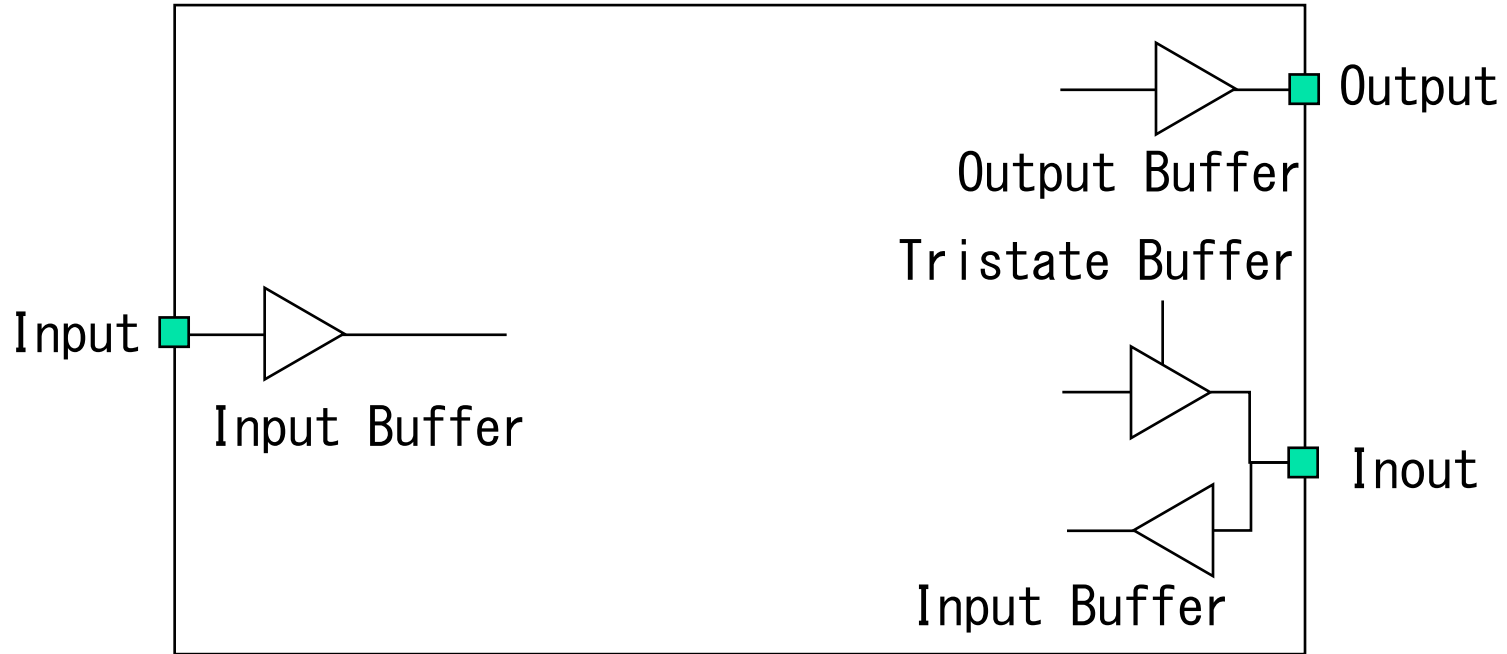 Output
Output Buffer
Tristate Buffer
Input
Input Buffer
Inout
Input Buffer